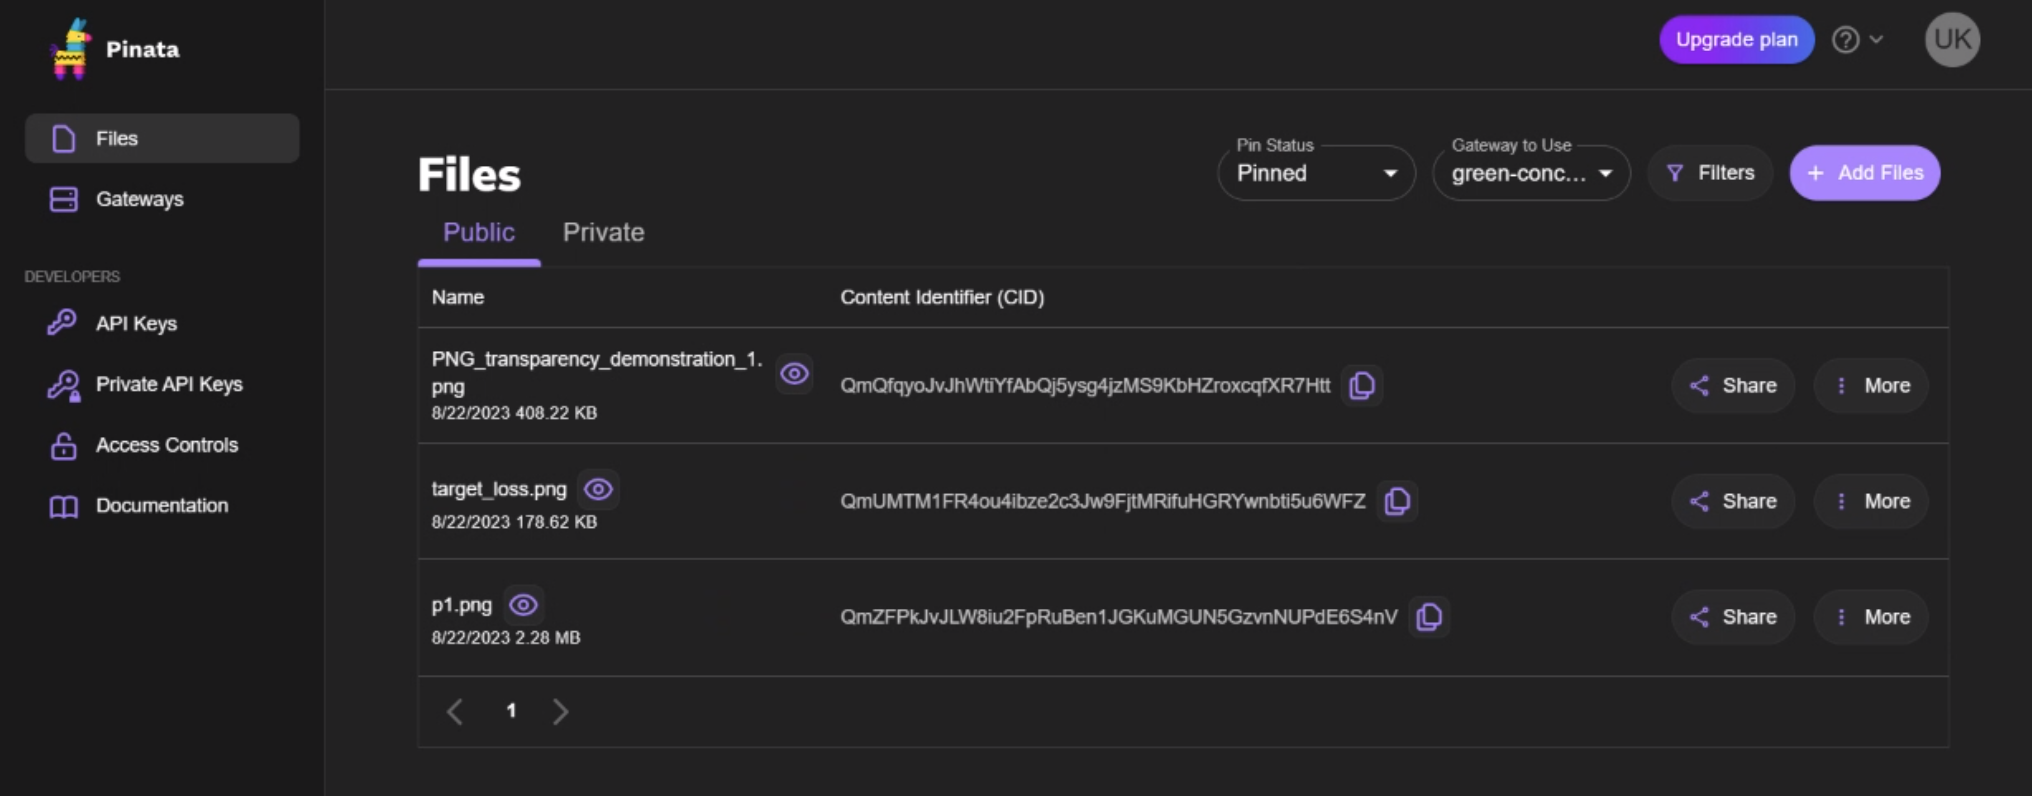 Pinata
Upgrade plan
UK
Files
Gateways
DEVELOPERS
API Keys
Private API Keys
Access Controls
Documentation
Files
Pin Status
Pinned
Gateway to Use
green-conc...
Filters
+ Add Files
Public Private
Name Content Identifier (CID)
PNG_transparency_demonstration_1.
png
8/22/2023 408.22 KB
QmQfqyoJvJhWtiYfAbQj5ysg4jzMS9KbHZroxcqfXR7Htt
Share More
target_loss.png
8/22/2023 178.62 KB
QmUMTM1FR4ou4ibze2c3Jw9FjtMRifuHGRYwnbti5u6WFZ
Share More
p1.png
8/22/2023 2.28 MB
QmZFPkJvJLW8iu2FpRuBen1JGKuMGUN5GzvnNUPdE6S4nV
Share More
1